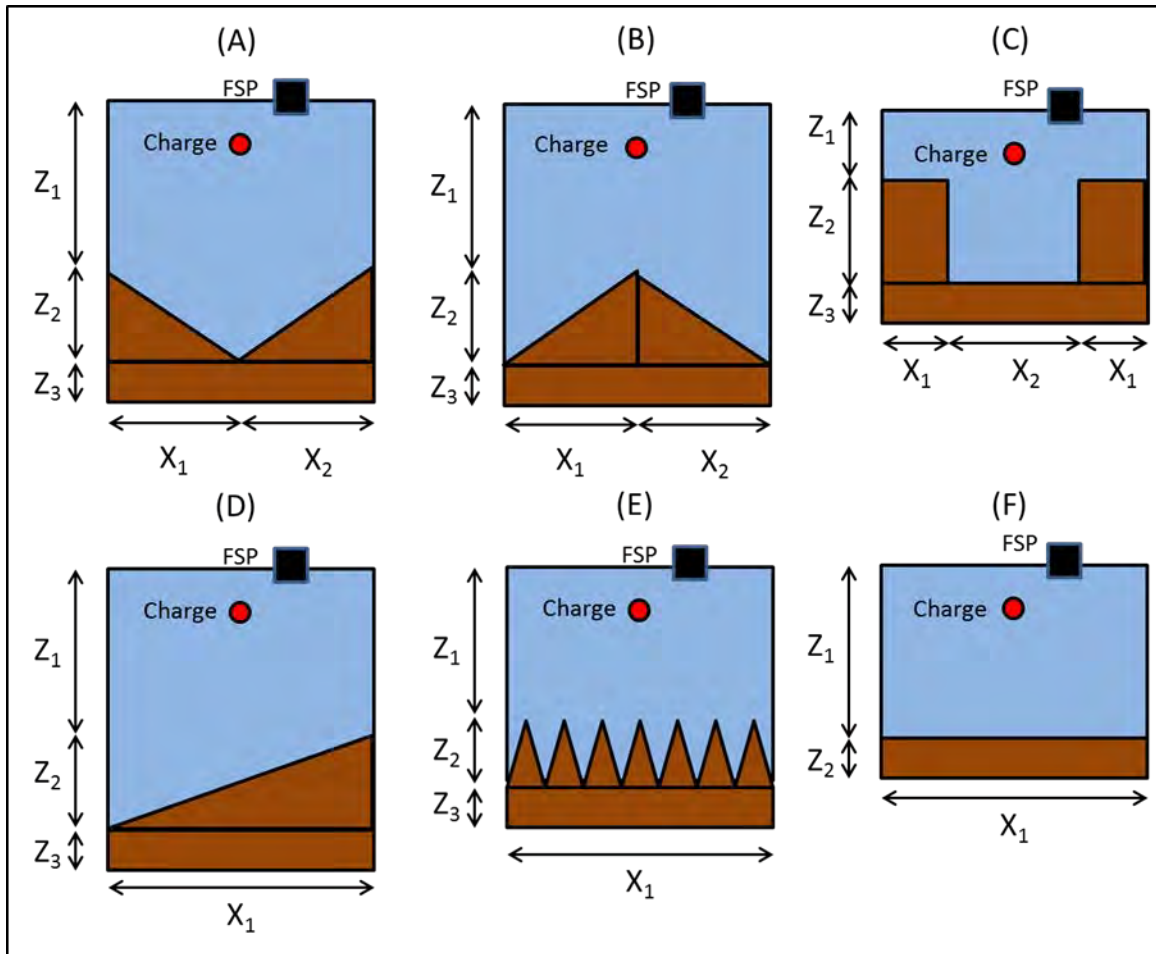 (A)
FSP
Charge
Z1
Z2
Z3
X1 X2
(B)
FSP
Charge
Z1
Z2
Z3
X1 X2
(C)
FSP
Charge
Z1
Z2
Z3
X1 X2 X1
(D)
FSP
Charge
Z1
Z2
Z3
X1
(E)
FSP
Charge
Z1
Z2
Z3
X1
(F)
FSP
Charge
Z1
Z2
X1